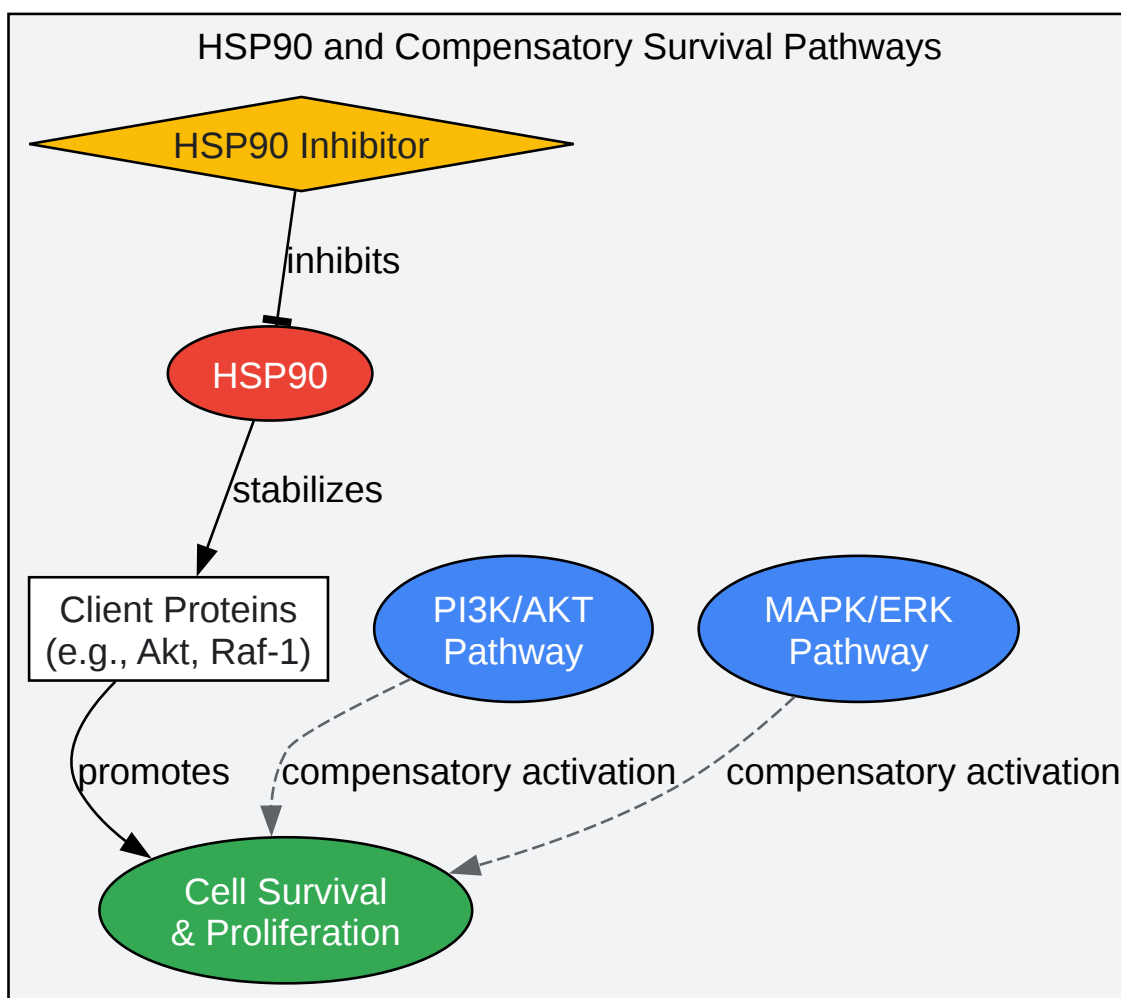 HSP90 and Compensatory Survival Pathways
HSP90 Inhibitor
inhibits
HSP90
stabilizes
Client Proteins
(e.g., Akt, Raf-1)
PI3K/AKT
Pathway
MAPK/ERK
Pathway
promotes
compensatory activation
compensatory activation
Cell Survival
& Proliferation